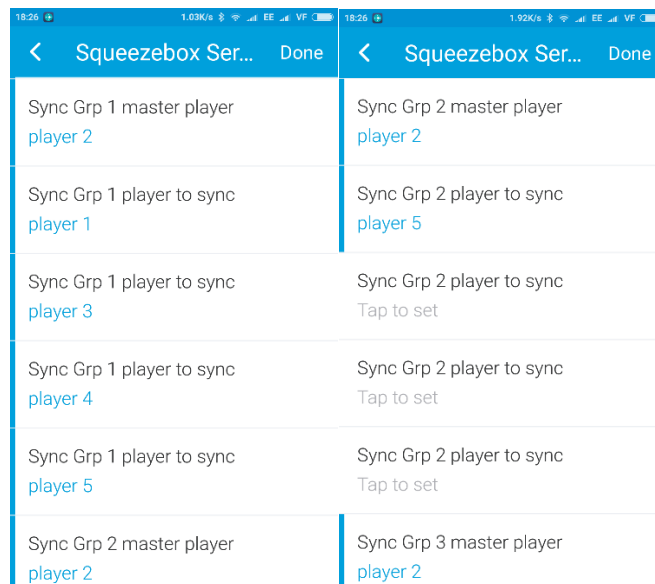 18:26 1.03K/s EE VF
Squeezebox Ser... Done
Sync Grp 1 master player
player 2
Sync Grp 1 player to sync
player 1
Sync Grp 1 player to sync
player 3
Sync Grp 1 player to sync
player 4
Sync Grp 1 player to sync
player 5
Sync Grp 2 master player
player 2
18:26 1.92K/s EE VF
Squeezebox Ser... Done
Sync Grp 2 master player
player 2
Sync Grp 2 player to sync
player 5
Sync Grp 2 player to sync
Tap to set
Sync Grp 2 player to sync
Tap to set
Sync Grp 2 player to sync
Tap to set
Sync Grp 3 master player
player 2